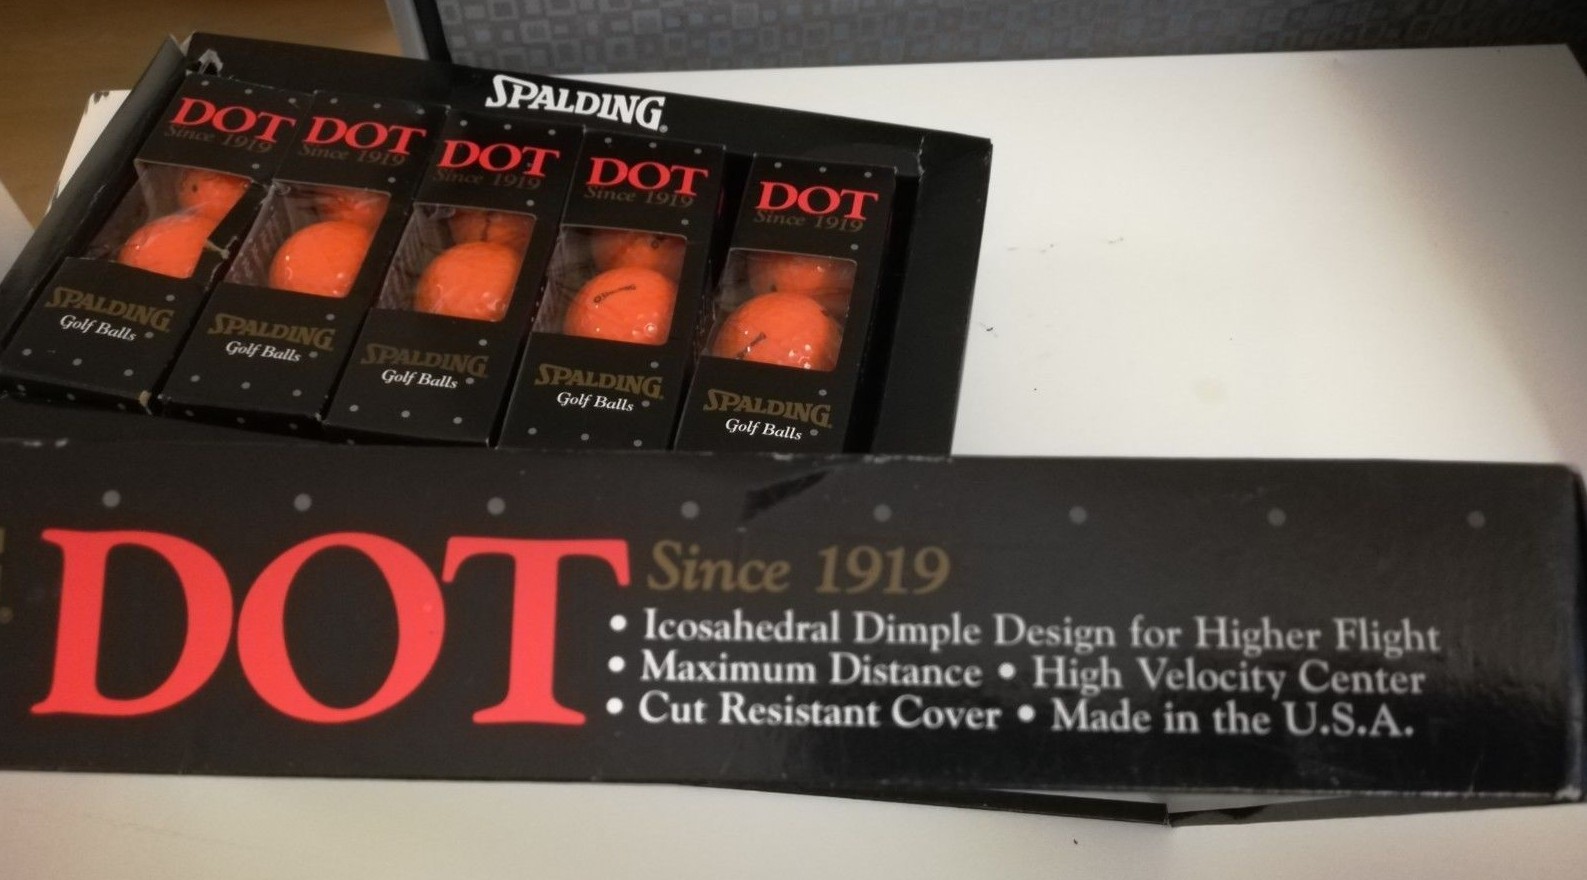 SPALDING
DOT
Since 1919
SPALDING
Golf Balls
DOT
Since 1919
SPALDING
Golf Balls
DOT
Since 1919
SPALDING
Golf Balls
DOT
Since 1919
SPALDING
Golf Balls
DOT
Since 1919
SPALDING
Golf Balls
DOT
Since 1919
• Icosahedral Dimple Design for Higher Flight
• Maximum Distance • High Velocity Center
• Cut Resistant Cover • Made in the U.S.A.